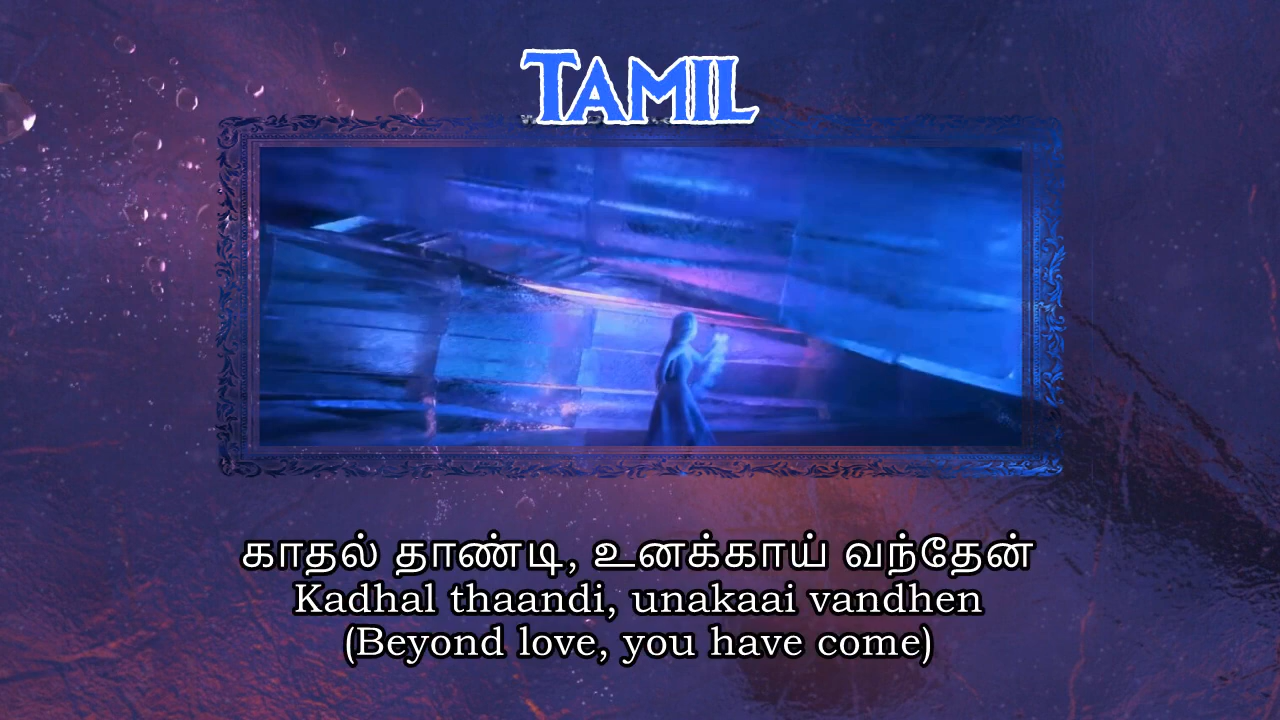 TAMIL
காதல் தாண்டி, உனக்காய் வந்தேன்
Kadhal thaandi, unakaai vandhen
(Beyond love, you have come)